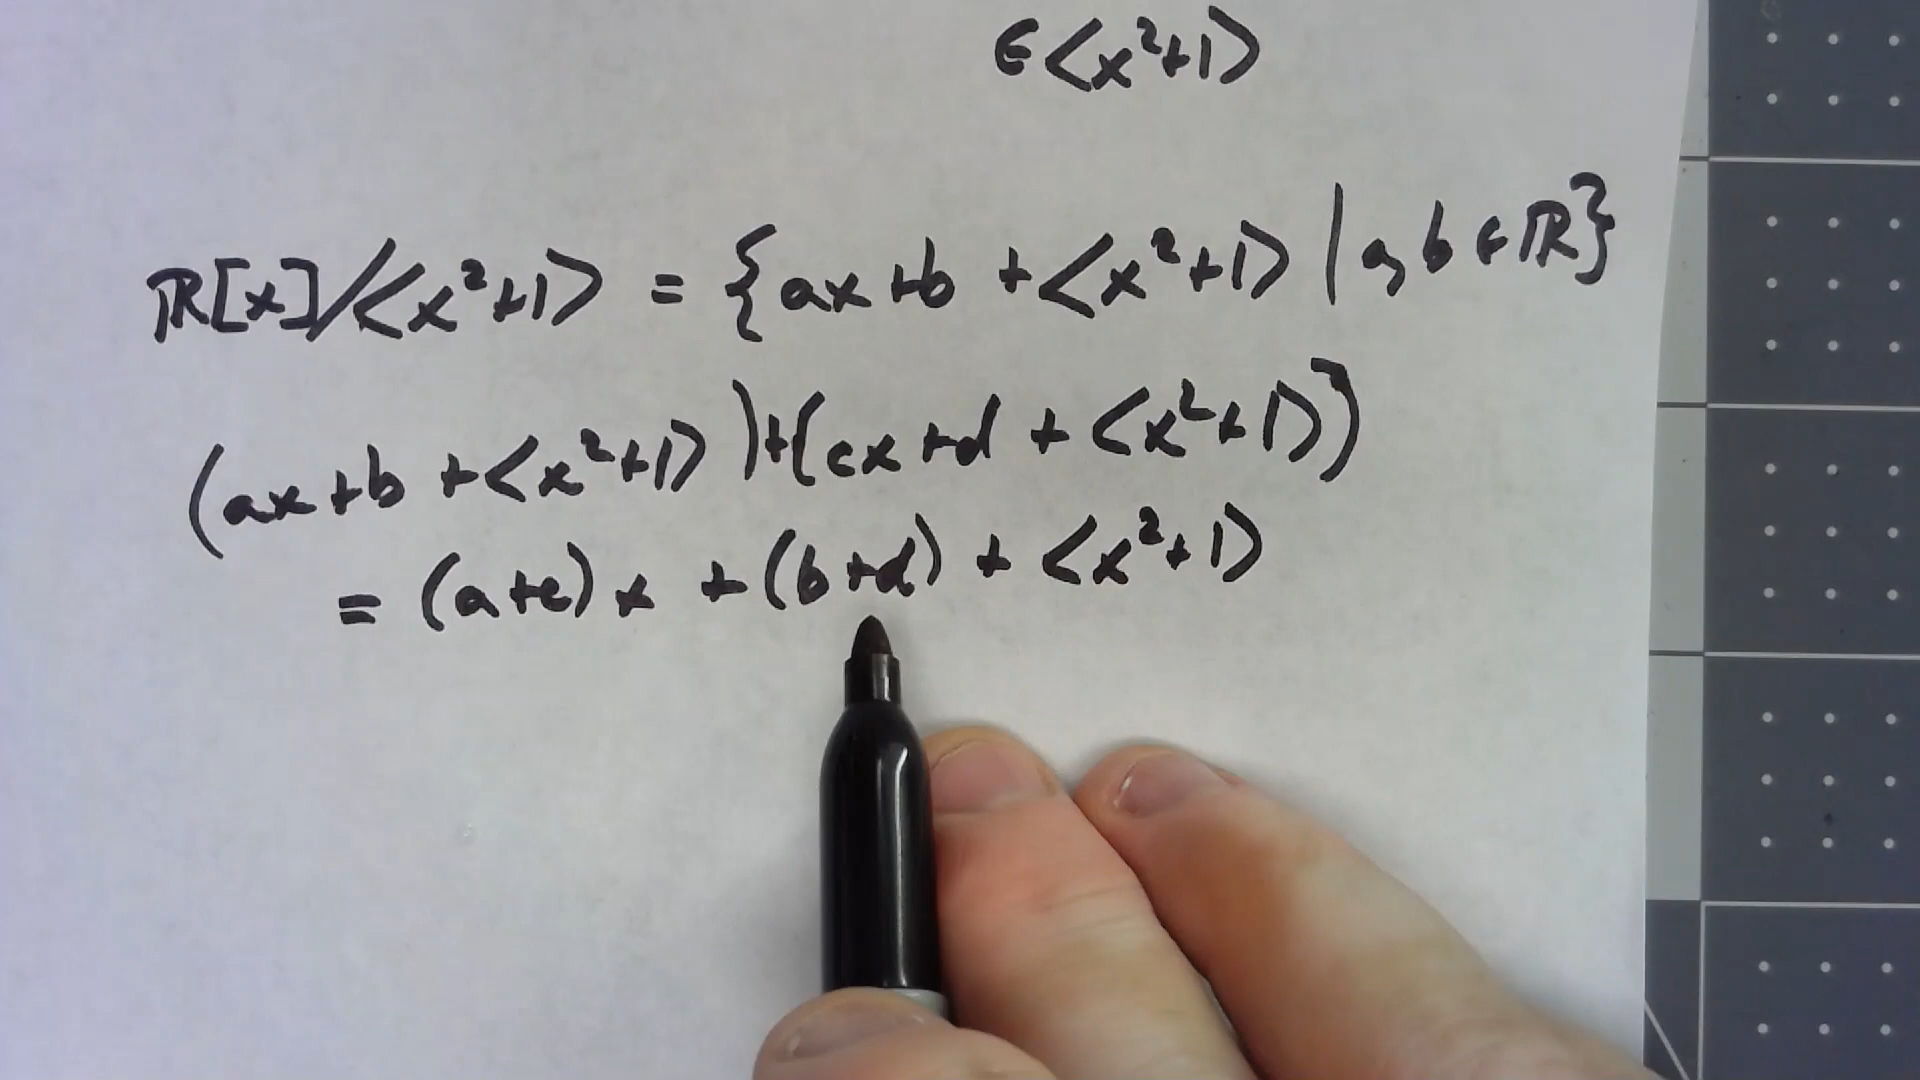 ∈<x²+1>
ℝ[x]/<x²+1> = {ax+b +<x²+1> | a,b∈ℝ}
(ax+b +<x²+1>)+(cx+d + <x²+1>)
= (a+c)x +(b+d) + <x²+1>